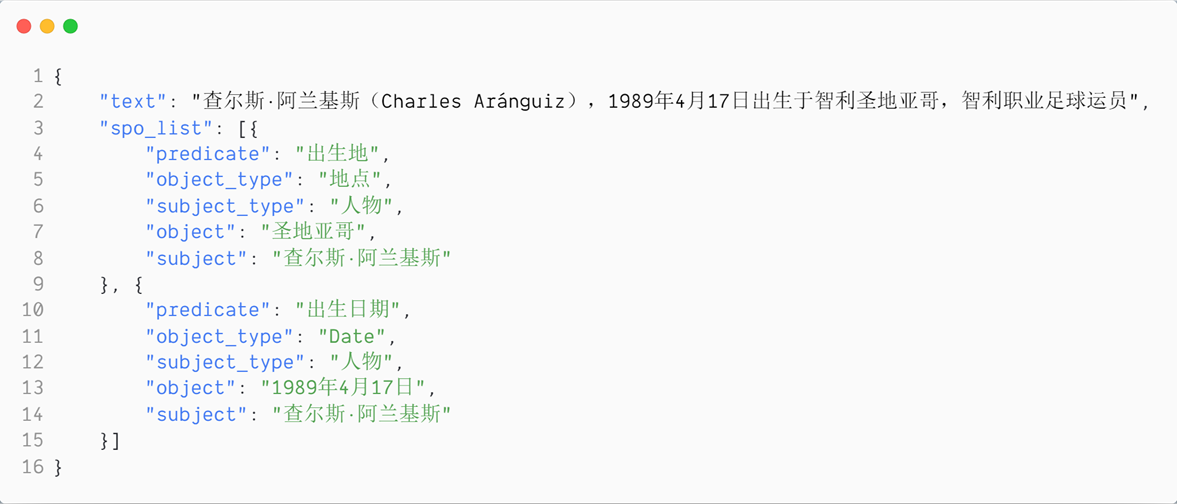 1 {
2 "text": "查尔斯·阿兰基斯（Charles Aránguiz），1989年4月17日出生于智利圣地亚哥，智利职业足球运员",
3 "spo_list": [{
4 "predicate": "出生地",
5 "object_type": "地点",
6 "subject_type": "人物",
7 "object": "圣地亚哥",
8 "subject": "查尔斯·阿兰基斯"
9 }, {
10 "predicate": "出生日期",
11 "object_type": "Date",
12 "subject_type": "人物",
13 "object": "1989年4月17日",
14 "subject": "查尔斯·阿兰基斯"
15 }]
16 }